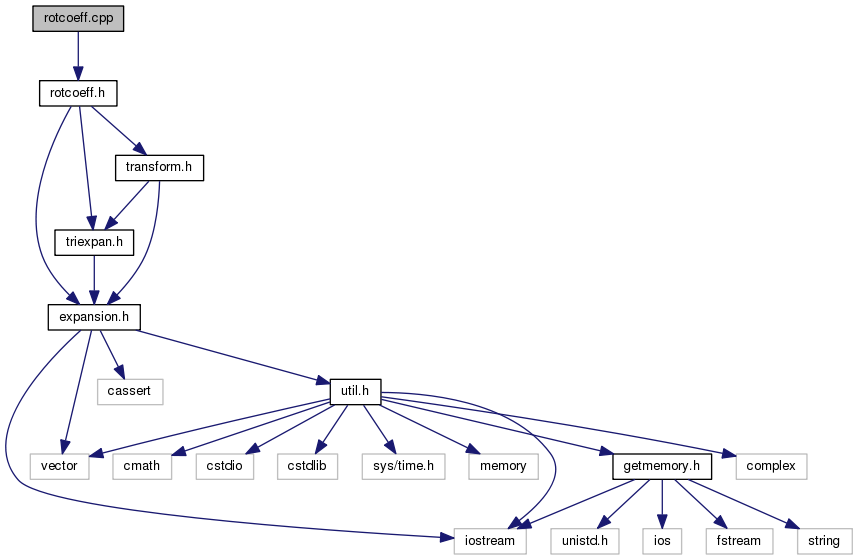 rotcoeff.cpp
rotcoeff.h
transform.h
triexpan.h
expansion.h
cassert
util.h
vector
cmath
cstdio
cstdlib
sys/time.h
memory
getmemory.h
complex
iostream
unistd.h
ios
fstream
string